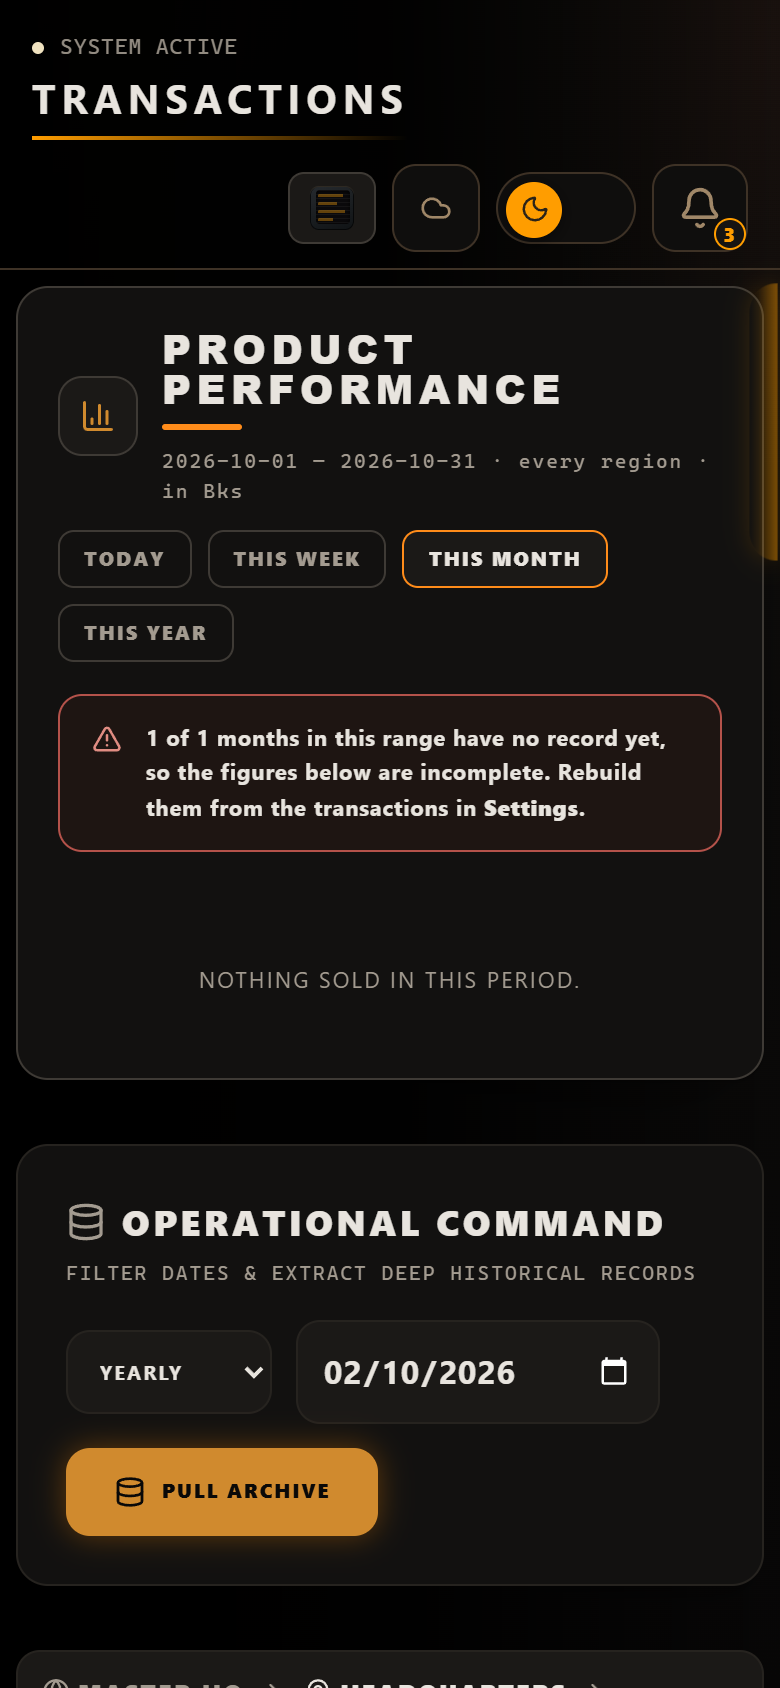 SYSTEM ACTIVE
TRANSACTIONS
3
PRODUCT
PERFORMANCE
2026-10-01 — 2026-10-31 · every region ·
in Bks
TODAY
THIS WEEK
THIS MONTH
THIS YEAR
1 of 1 months in this range have no record yet,
so the figures below are incomplete. Rebuild
them from the transactions in Settings.
NOTHING SOLD IN THIS PERIOD.
OPERATIONAL COMMAND
FILTER DATES & EXTRACT DEEP HISTORICAL RECORDS
YEARLY
02/10/2026
PULL ARCHIVE
MASTER HQ
HEADQUARTERS